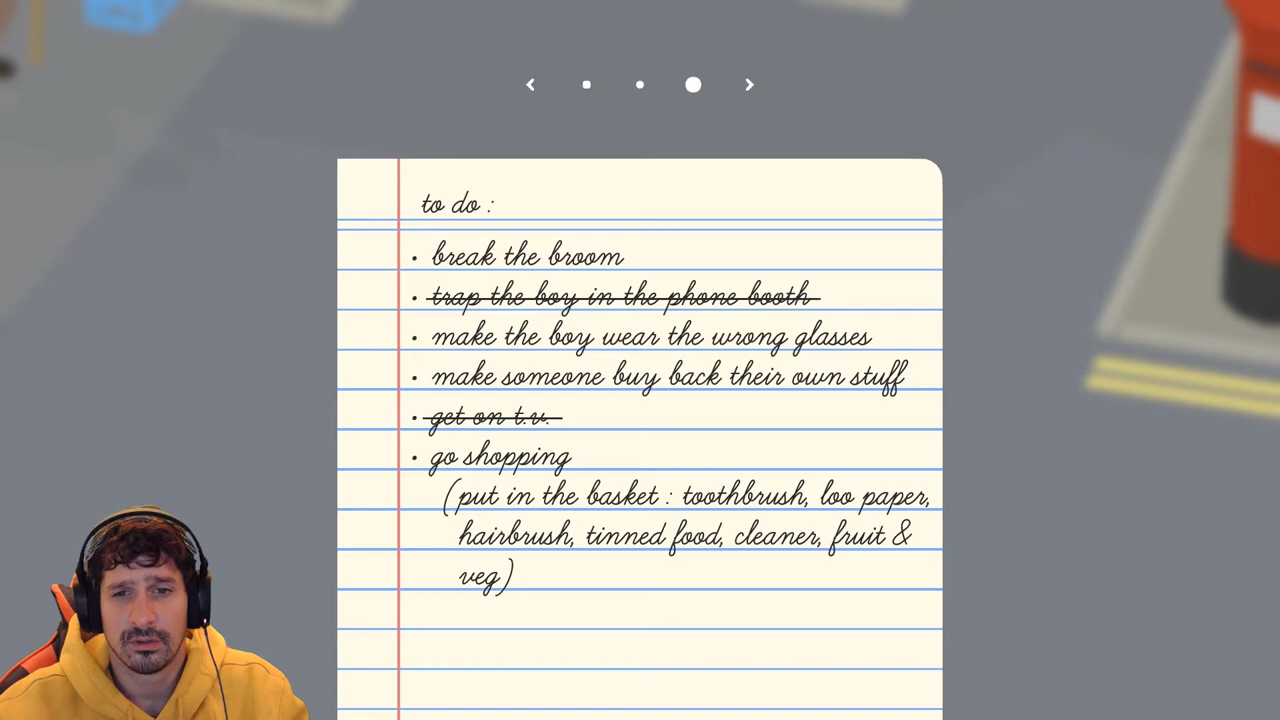 to do :
• break the broom
• trap the boy in the phone booth
• make the boy wear the wrong glasses
• make someone buy back their own stuff
• get on t.v.
• go shopping
(put in the basket : toothbrush, loo paper,
hairbrush, tinned food, cleaner, fruit &
veg)